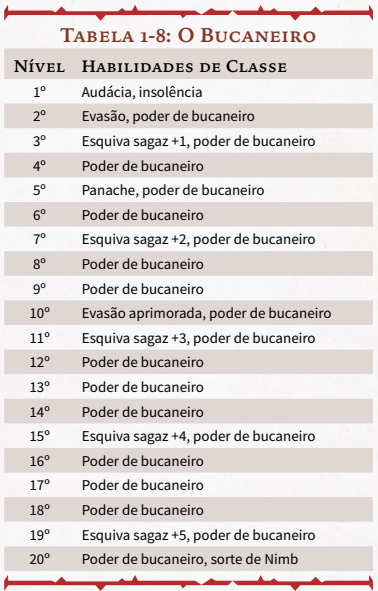 Tabela 1-8: O Bucaneiro
Nível Habilidades de Classe
1º Audácia, insolência
2º Evasão, poder de bucaneiro
3º Esquiva sagaz +1, poder de bucaneiro
4º Poder de bucaneiro
5º Panache, poder de bucaneiro
6º Poder de bucaneiro
7º Esquiva sagaz +2, poder de bucaneiro
8º Poder de bucaneiro
9º Poder de bucaneiro
10º Evasão aprimorada, poder de bucaneiro
11º Esquiva sagaz +3, poder de bucaneiro
12º Poder de bucaneiro
13º Poder de bucaneiro
14º Poder de bucaneiro
15º Esquiva sagaz +4, poder de bucaneiro
16º Poder de bucaneiro
17º Poder de bucaneiro
18º Poder de bucaneiro
19º Esquiva sagaz +5, poder de bucaneiro
20º Poder de bucaneiro, sorte de Nimb